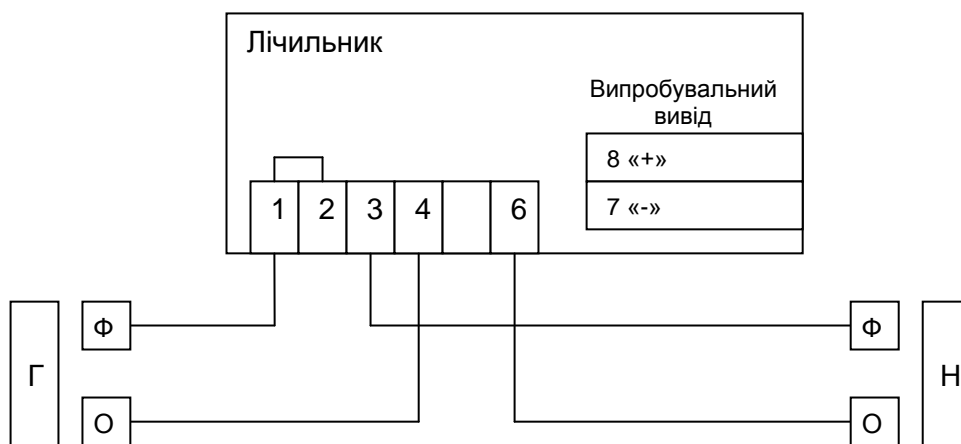 Лічильник
Випробувальний
вивід
8 «+»
7 «-»
1 2 3 4 6
Ф Ф
Г Н
О О